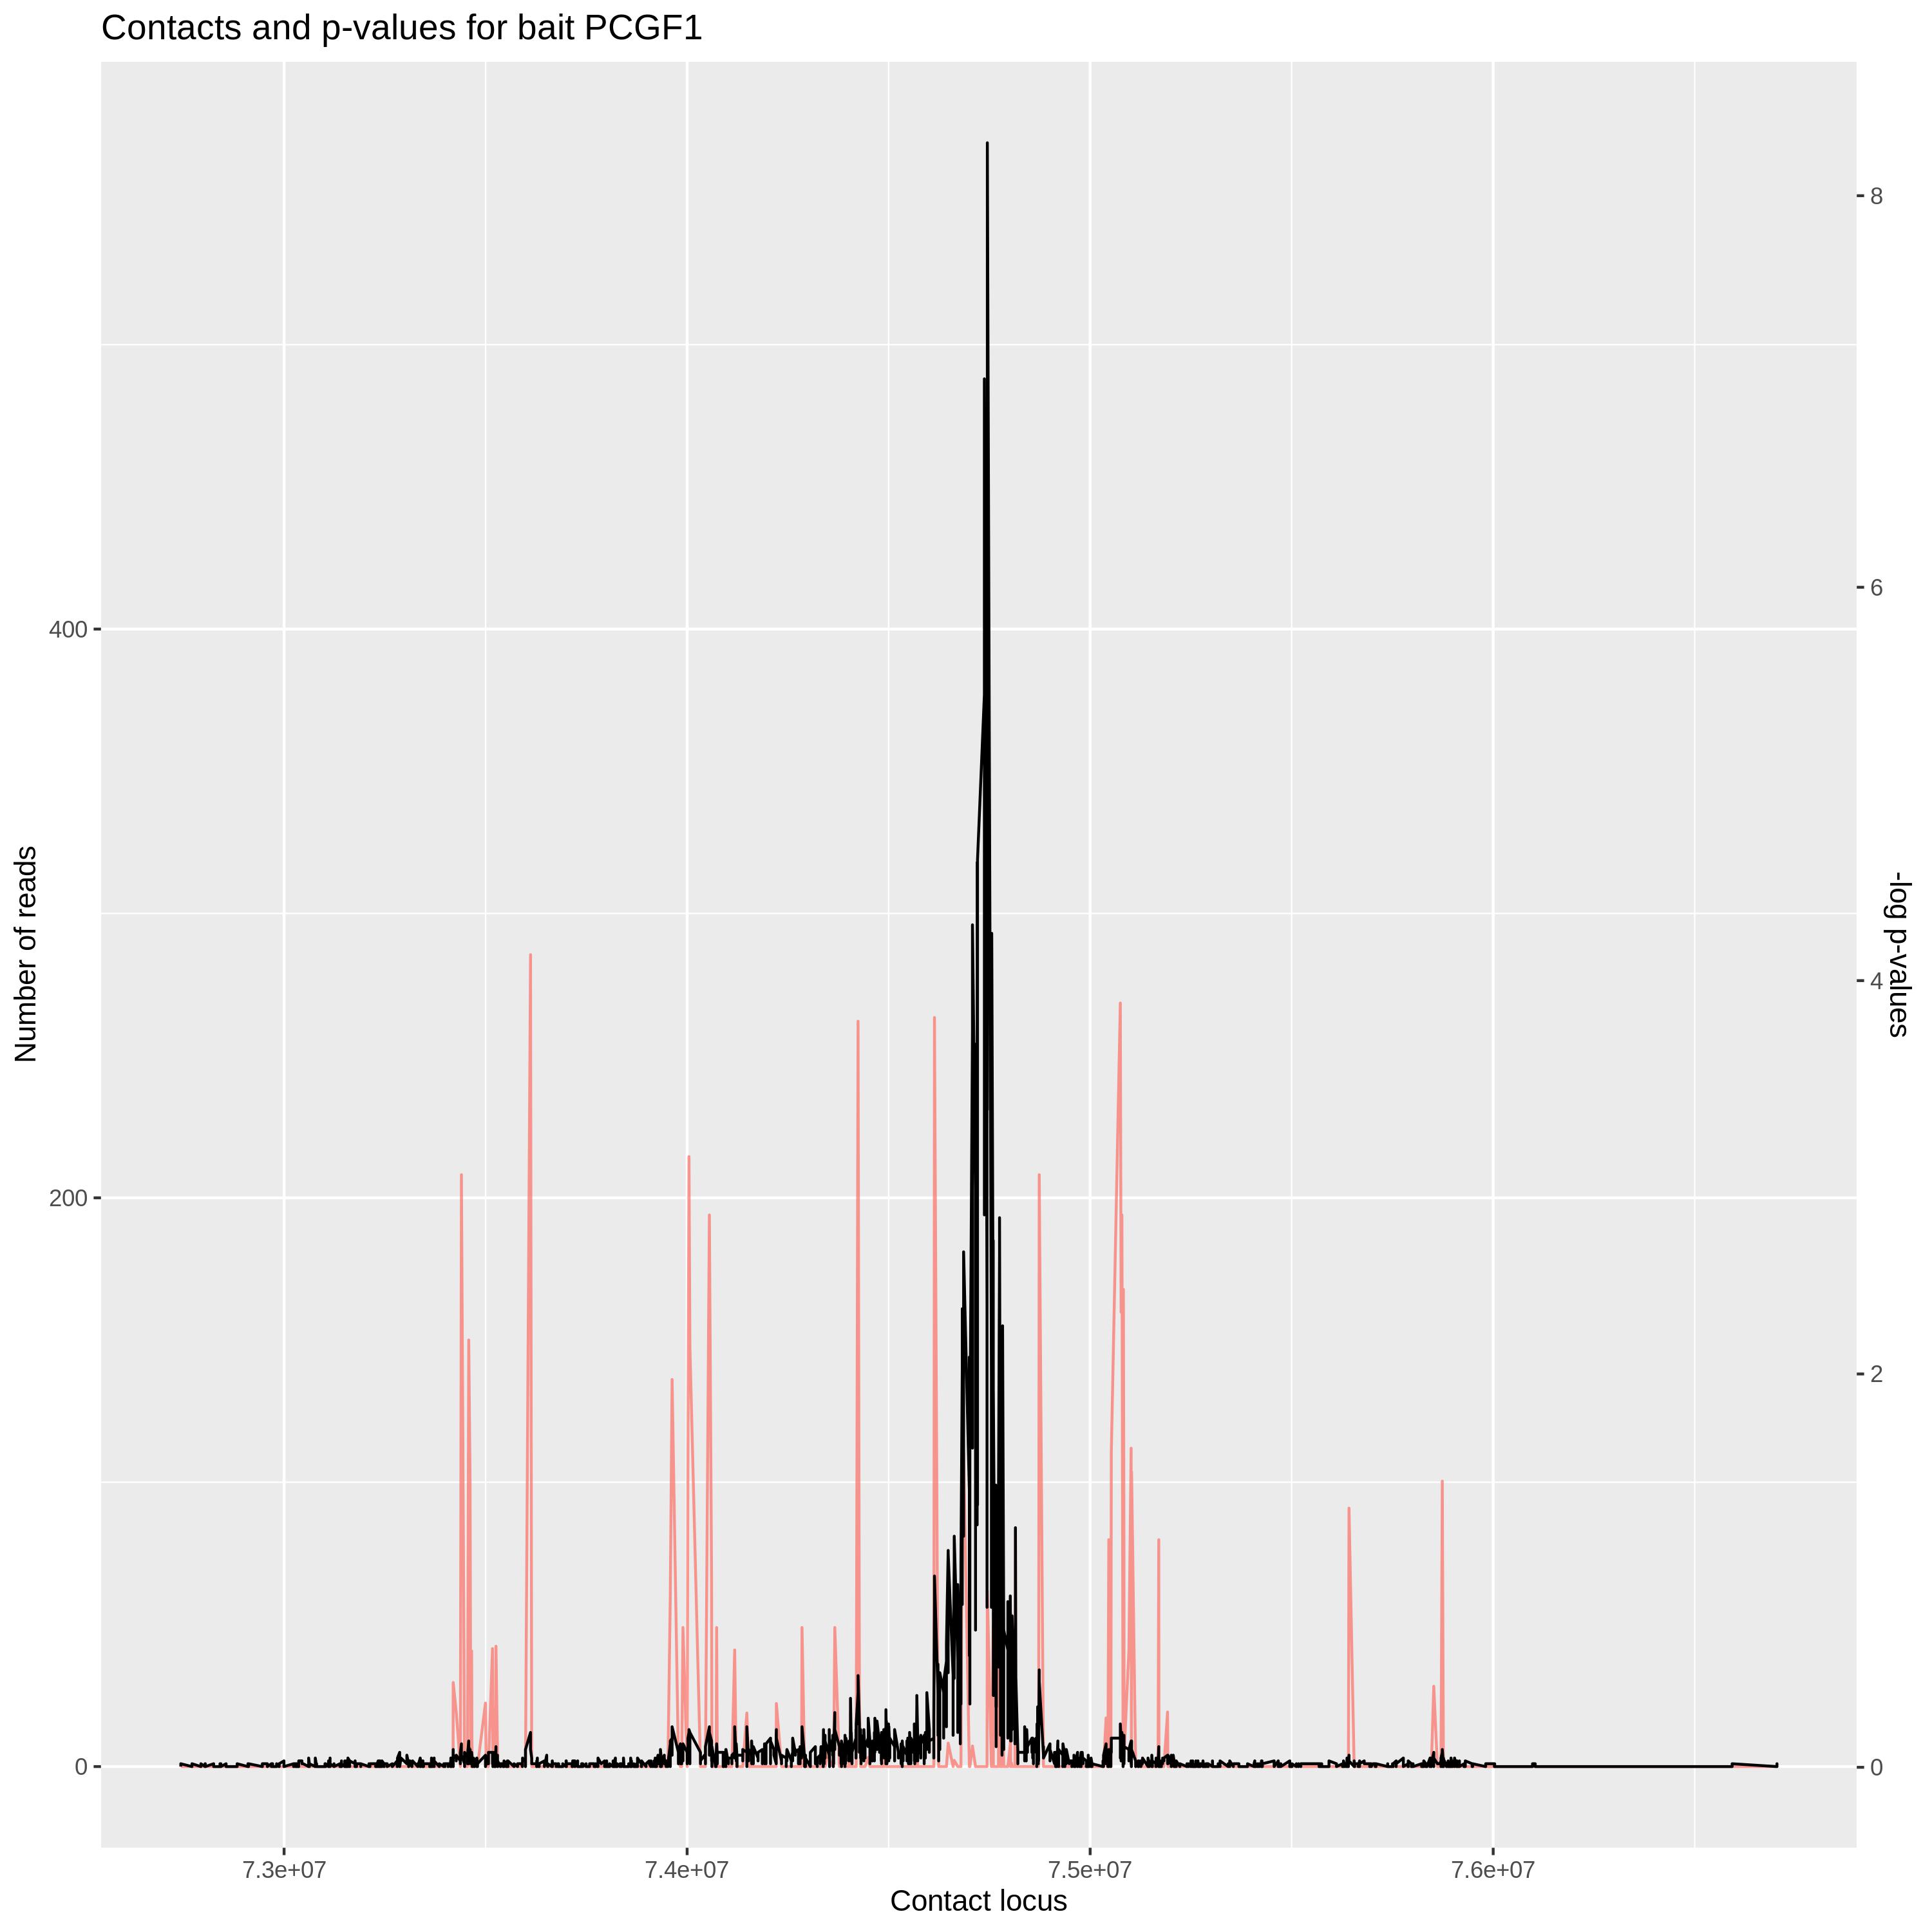 Contacts and p-values for bait PCGF1
Number of reads
400
200
0
8
6
4
2
0
-log p-values
7.3e+07
7.4e+07
7.5e+07
7.6e+07
Contact locus